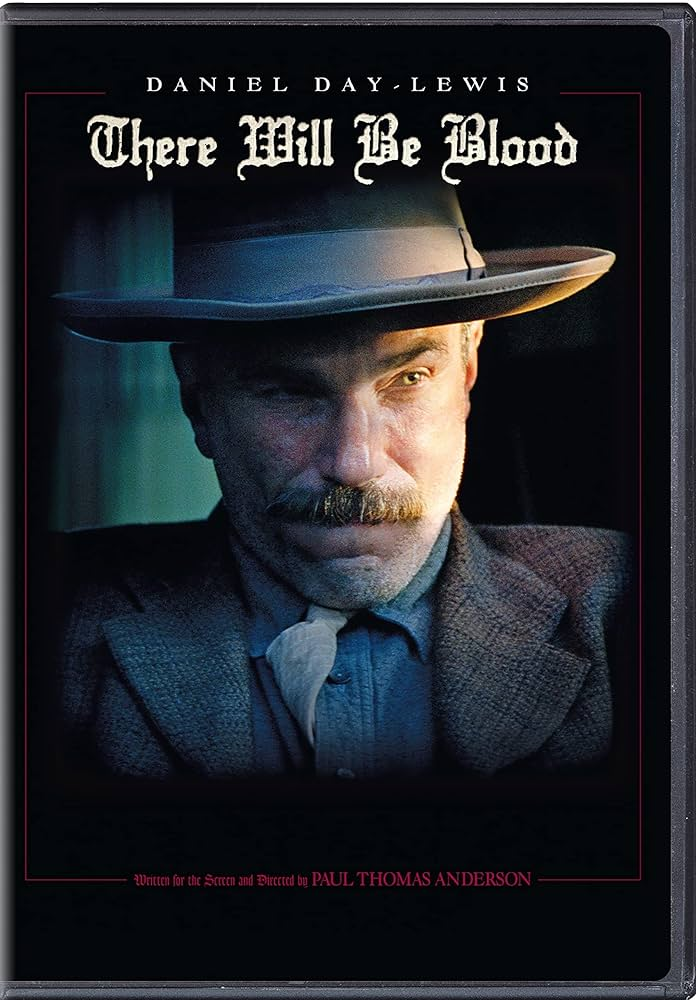 DANIEL DAY-LEWIS
There Will Be Blood
Written for the Screen and Directed by PAUL THOMAS ANDERSON